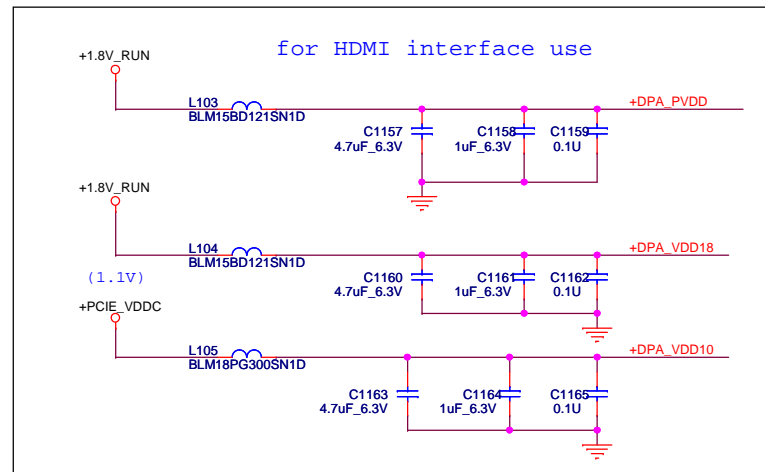 for HDMI interface use
+1.8V_RUN
L103
BLM15BD121SN1D
+DPA_PVDD
C1157
4.7uF_6.3V
C1158
1uF_6.3V
C1159
0.1U
+1.8V_RUN
L104
BLM15BD121SN1D
+DPA_VDD18
C1160
4.7uF_6.3V
C1161
1uF_6.3V
C1162
0.1U
(1.1V)
+PCIE_VDDC
L105
BLM18PG300SN1D
+DPA_VDD10
C1163
4.7uF_6.3V
C1164
1uF_6.3V
C1165
0.1U